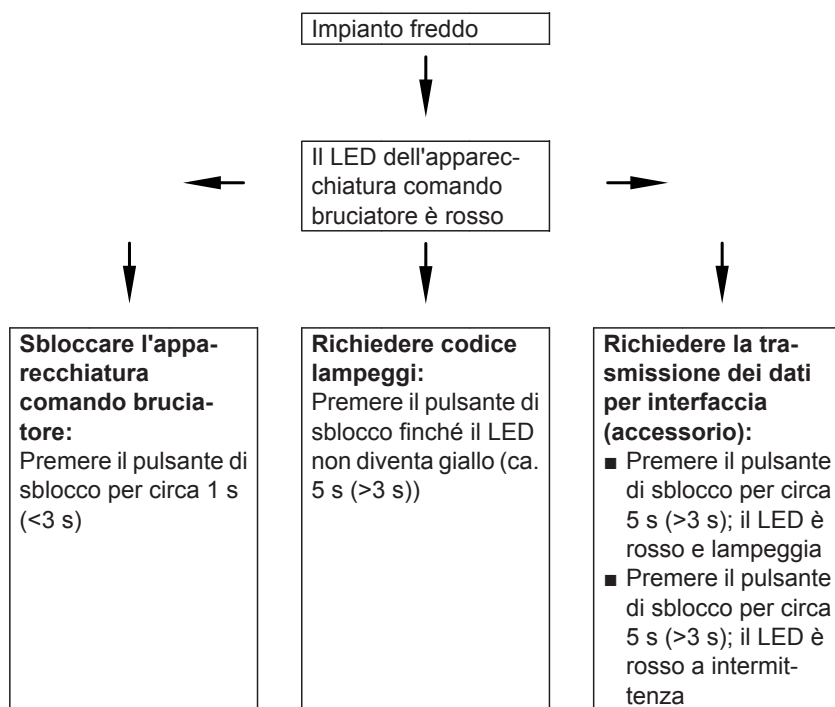 Impianto freddo
Il LED dell'apparec-
chiatura comando
bruciatore è rosso
Sbloccare l'appa-
recchiatura
comando brucia-
tore:
Premere il pulsante di
sblocco per circa 1 s
(<3 s)
Richiedere codice
lampeggi:
Premere il pulsante di
sblocco finché il LED
non diventa giallo (ca.
5 s (>3 s))
Richiedere la tra-
smissione dei dati
per interfaccia
(accessorio):
■ Premere il pulsante
di sblocco per circa
5 s (>3 s); il LED è
rosso e lampeggia
■ Premere il pulsante
di sblocco per circa
5 s (>3 s); il LED è
rosso a intermit-
tenza